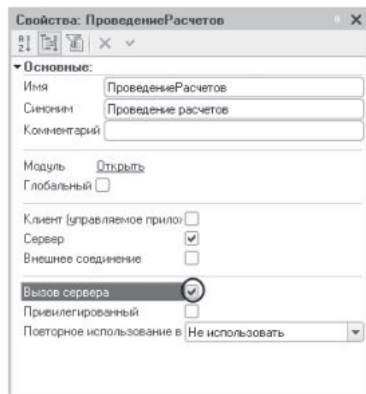 Свойства: ПроведениеРасчетов
Основные:
Имя ПроведениеРасчетов
Синоним Проведение расчетов
Комментарий
Модуль Открыть
Глобальный
Клиент (управляемое прило
Сервер
Внешнее соединение
Вызов сервера
Привилегированный
Повторное использование в Не использовать